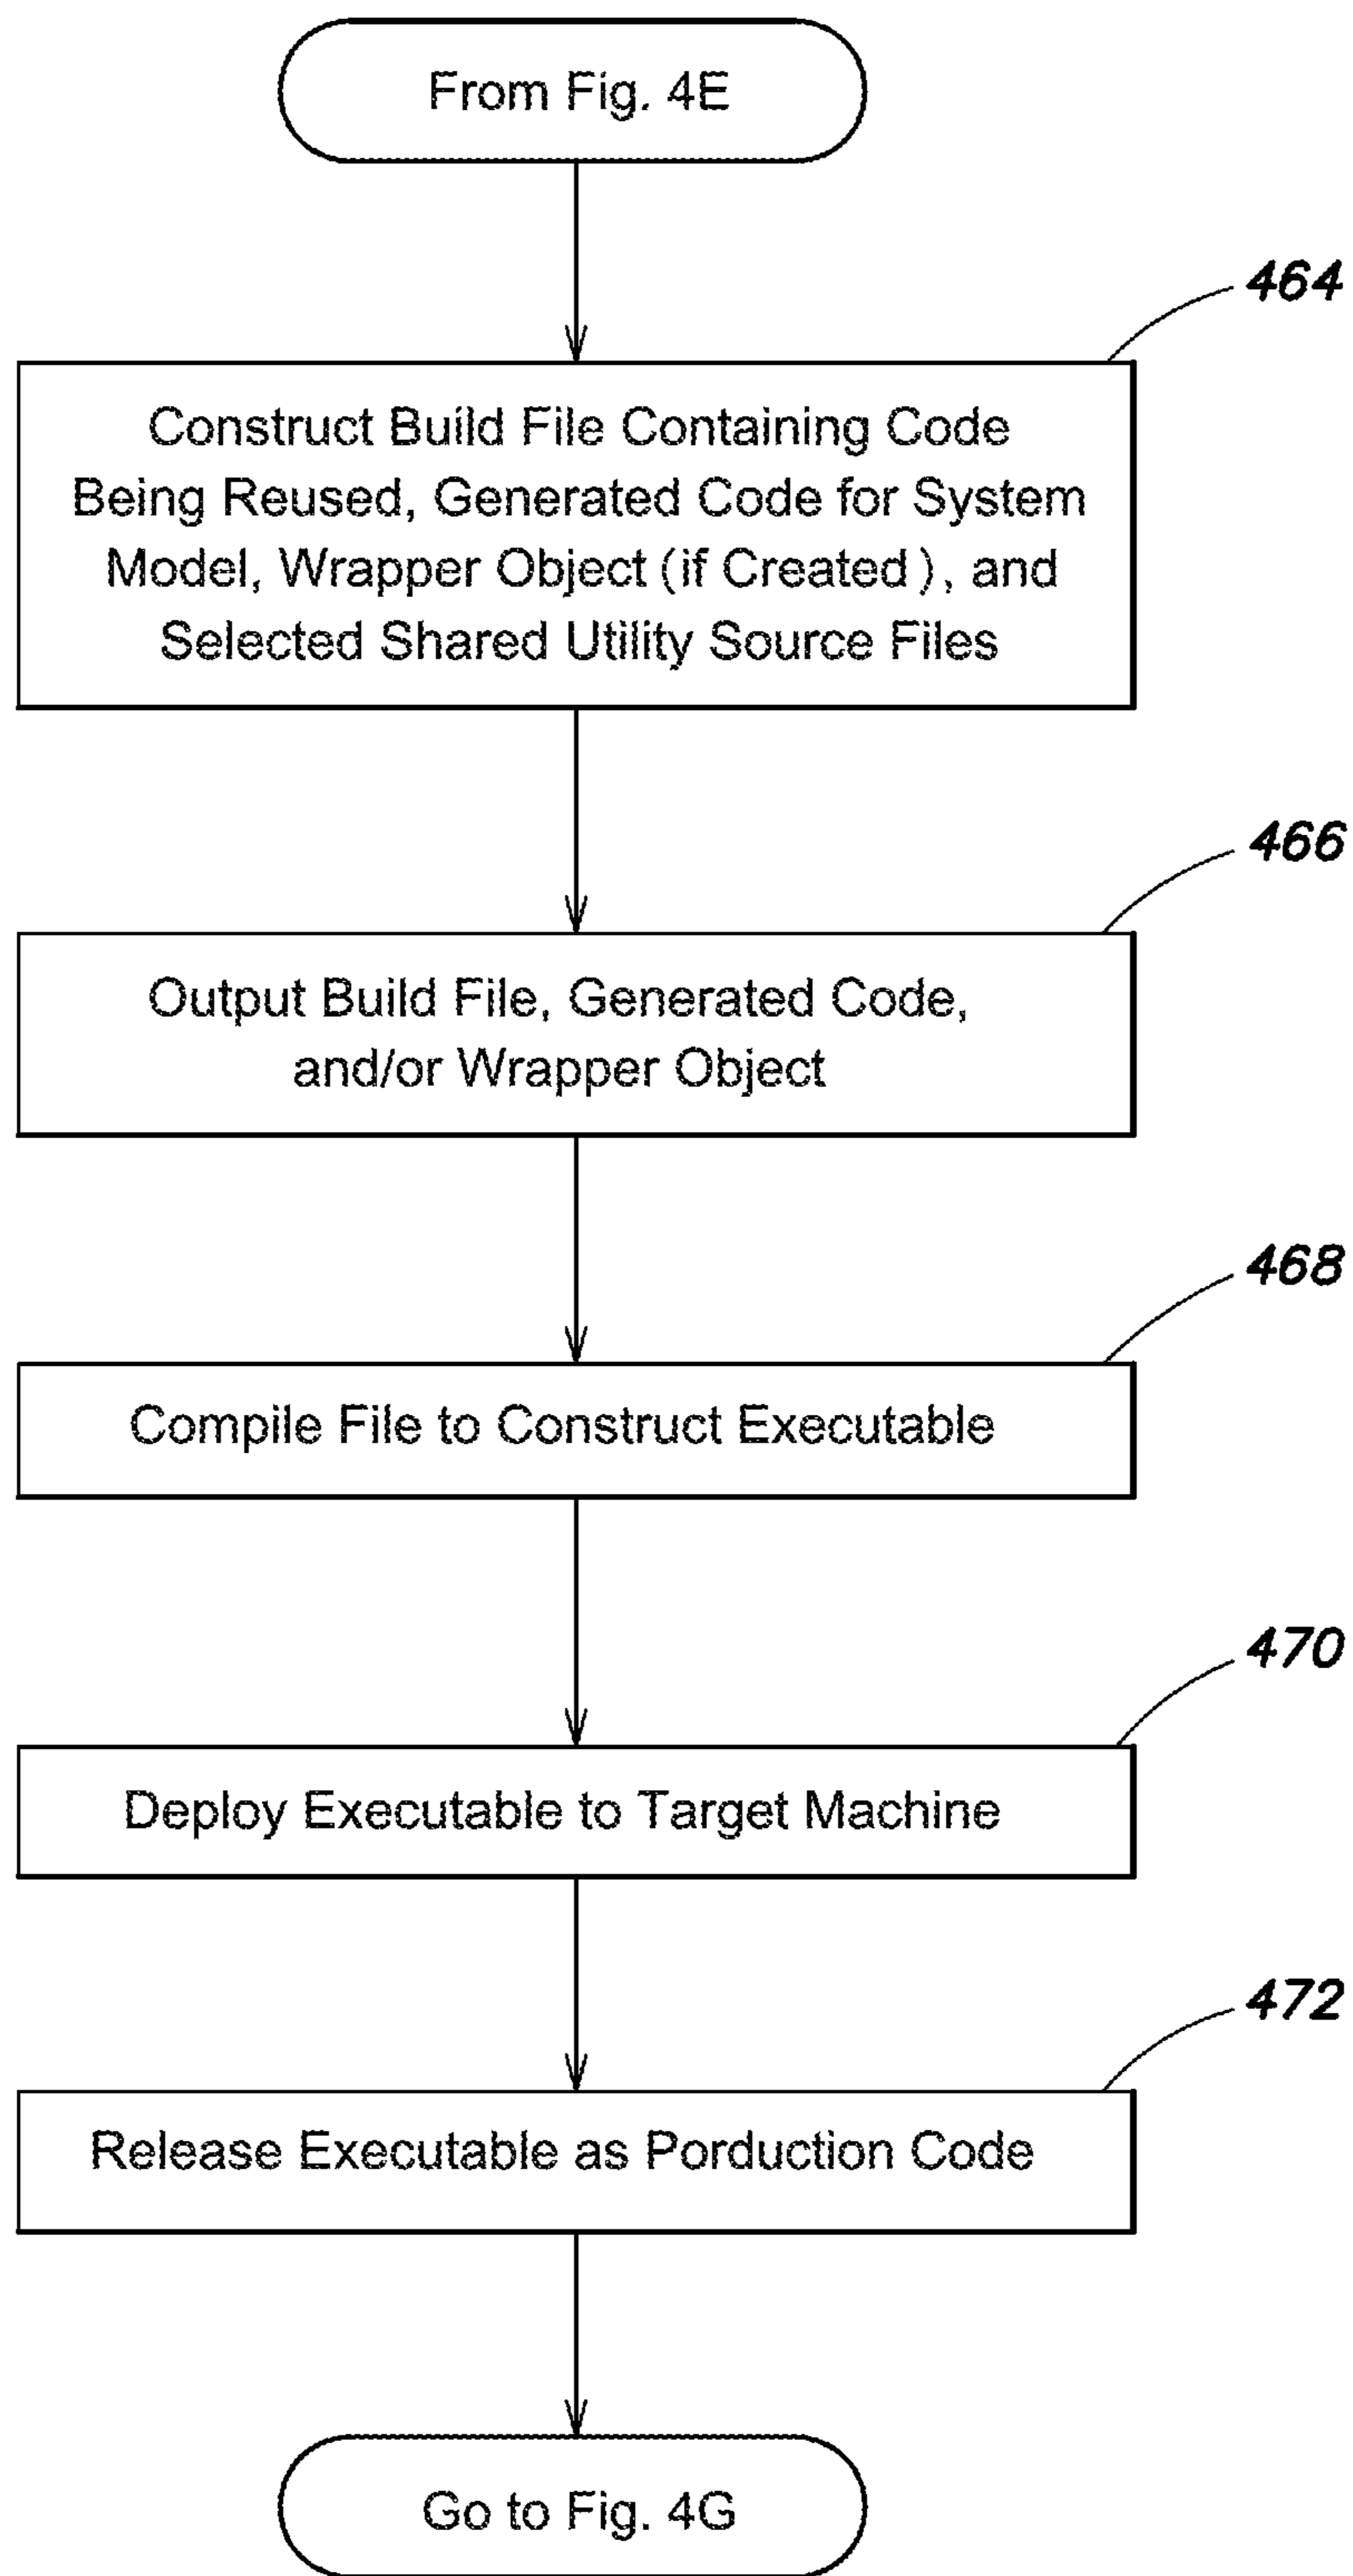 From Fig. 4E
464
Construct Build File Containing Code
Being Reused, Generated Code for System
Model, Wrapper Object (if Created), and
Selected Shared Utility Source Files
466
Output Build File, Generated Code,
and/or Wrapper Object
468
Compile File to Construct Executable
470
Deploy Executable to Target Machine
472
Release Executable as Porduction Code
Go to Fig. 4G